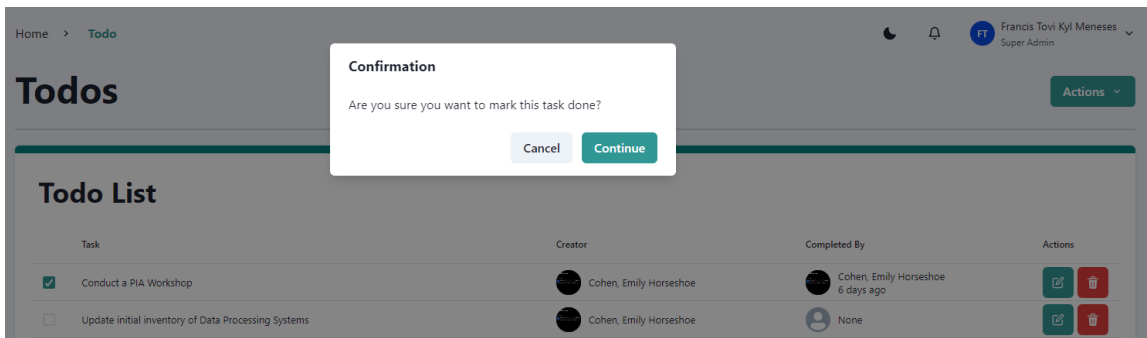 Home > Todo
FT
Francis Tovi Kyl Meneses
Super Admin
Todos
Actions
Confirmation
Are you sure you want to mark this task done?
Cancel
Continue
Todo List
Task Creator Completed By Actions
Conduct a PIA Workshop Cohen, Emily Horseshoe Cohen, Emily Horseshoe
6 days ago
Update initial inventory of Data Processing Systems Cohen, Emily Horseshoe None